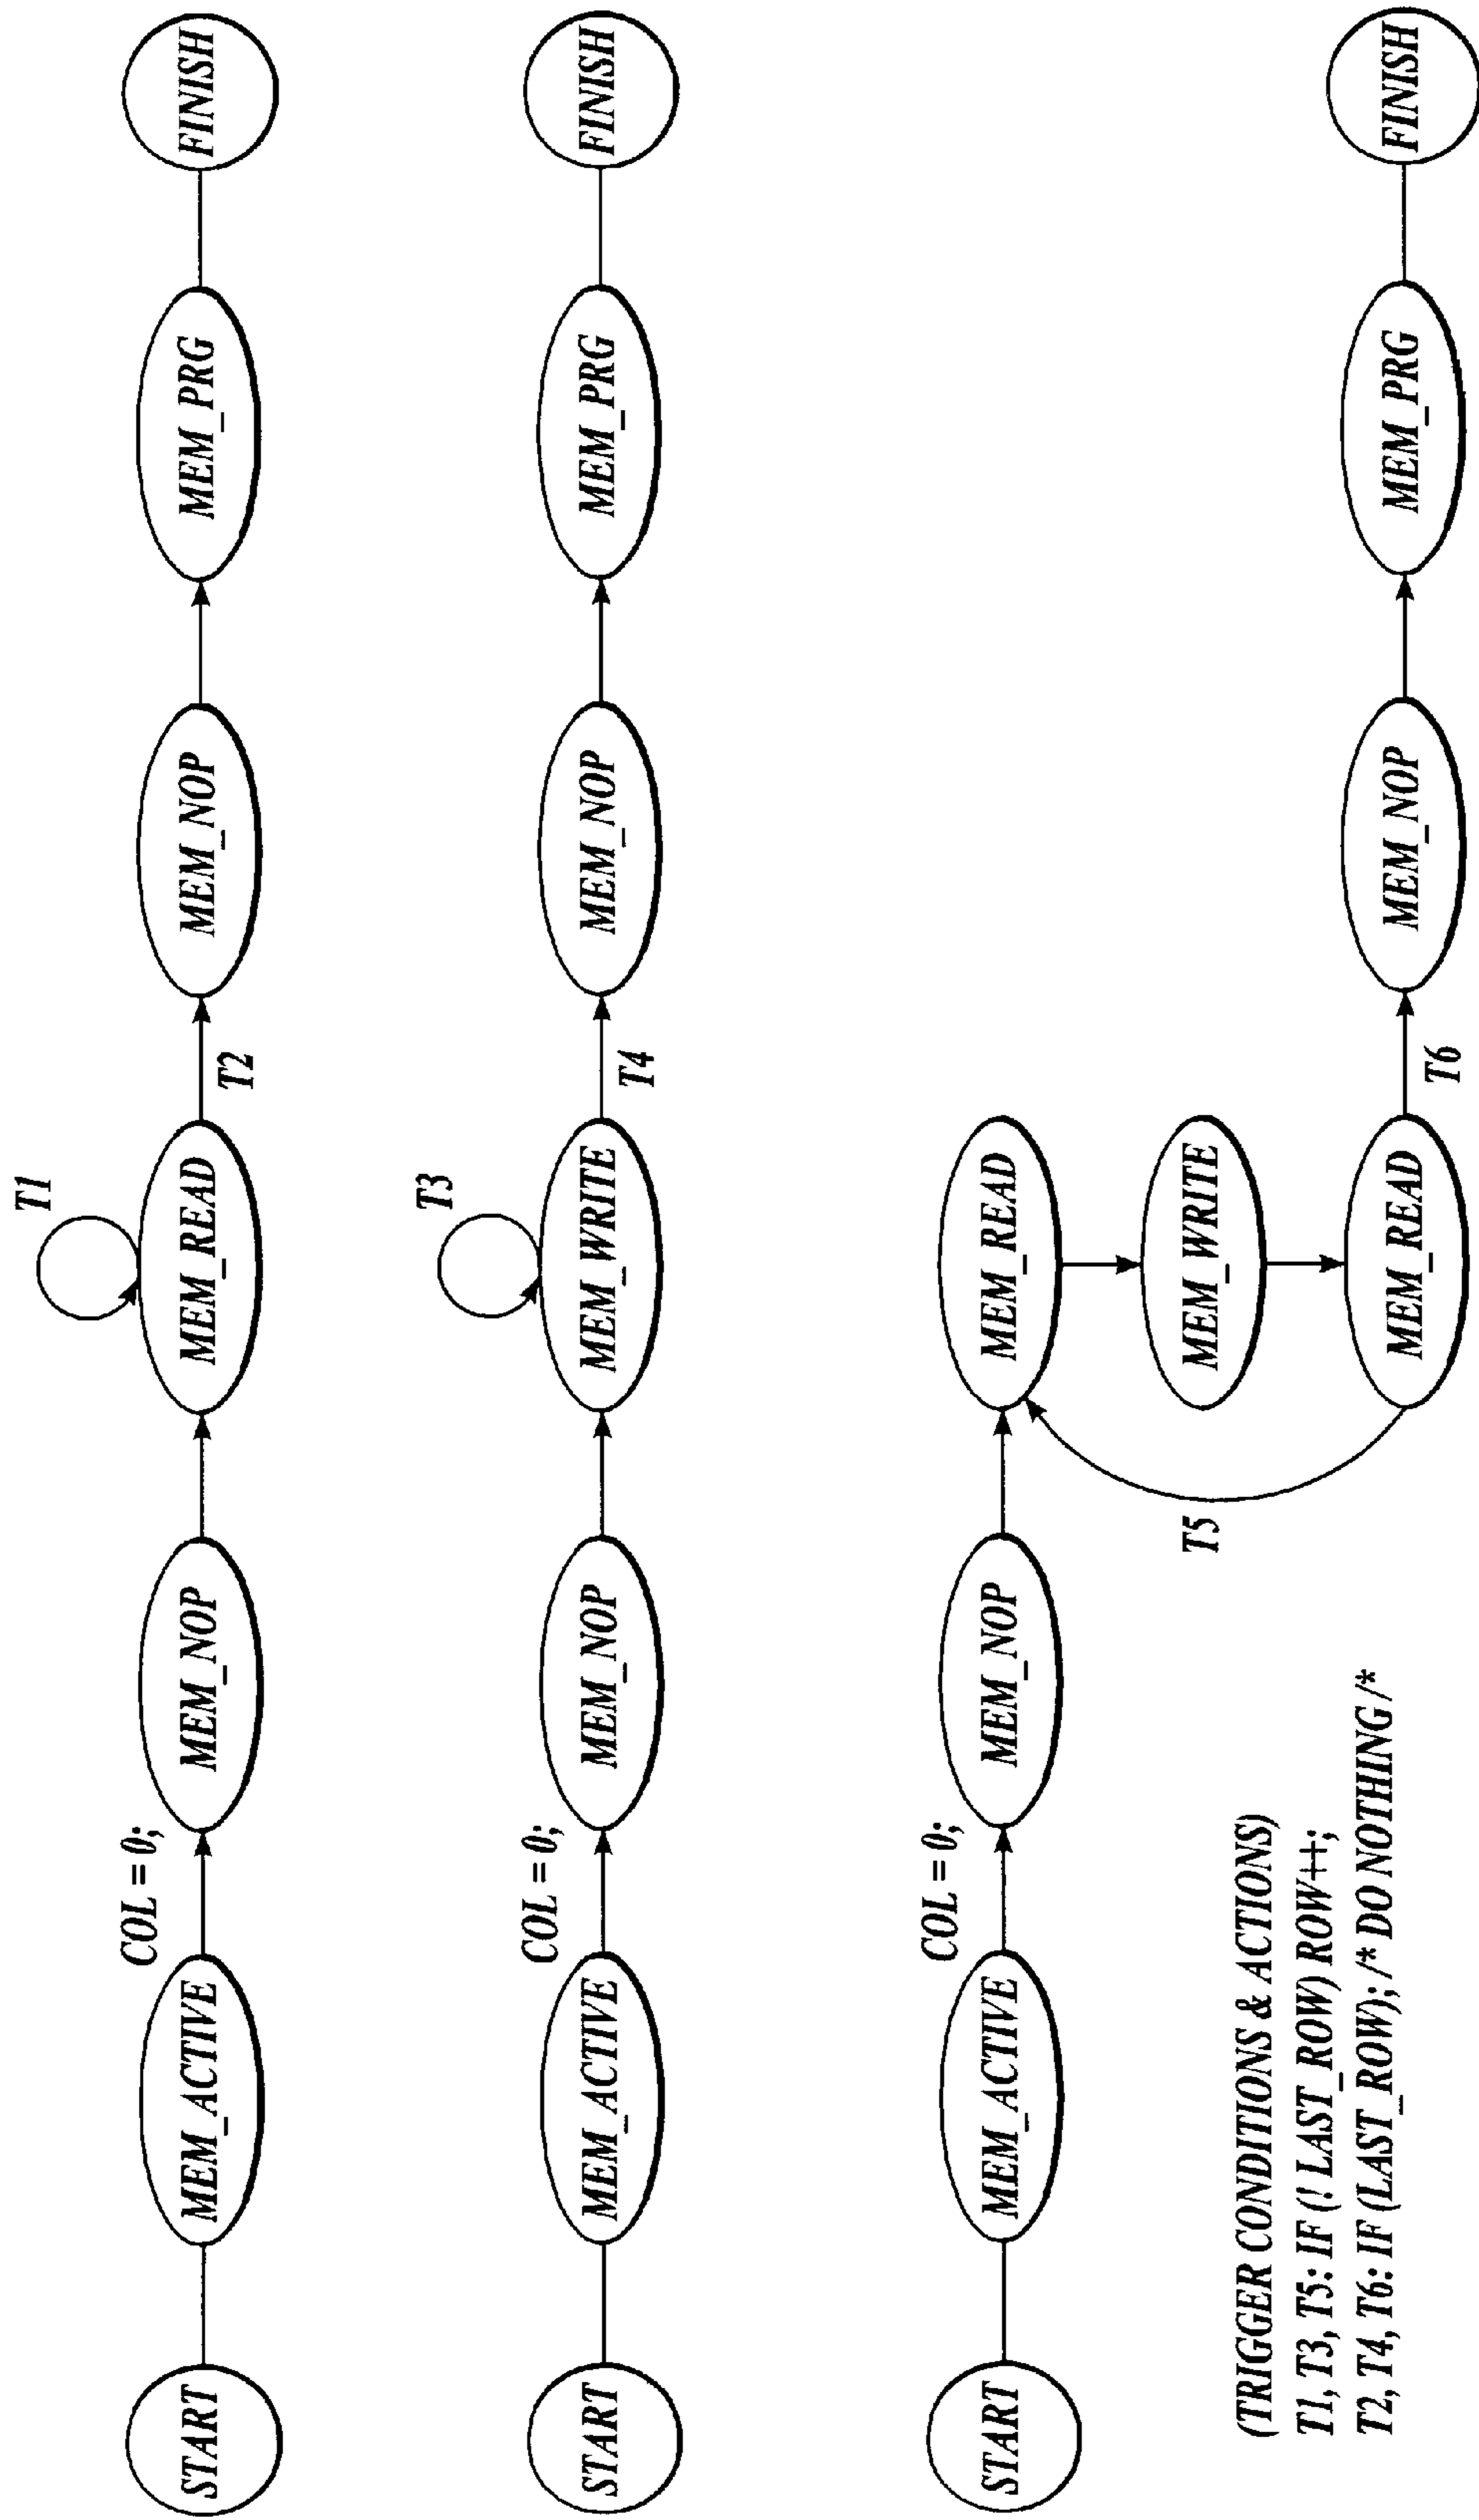 T1
COL = 0;
START
MEM_ACTIVE
MEM_NOP
MEM_READ
T2
MEM_NOP
MEM_PRG
FINISH
T3
COL = 0;
START
MEM_ACTIVE
MEM_NOP
MEM_WRITE
T4
MEM_NOP
MEM_PRG
FINISH
COL = 0;
START
MEM_ACTIVE
MEM_NOP
MEM_READ
T5
MEM_WRITE
MEM_READ
T6
MEM_NOP
MEM_PRG
FINISH
(TRIGGER CONDITIONS & ACTIONS)
T1, T3, T5: IF (! LAST_ROW) ROW++;
T2, T4, T6: IF (LAST_ROW); /* DO NOTHING /*